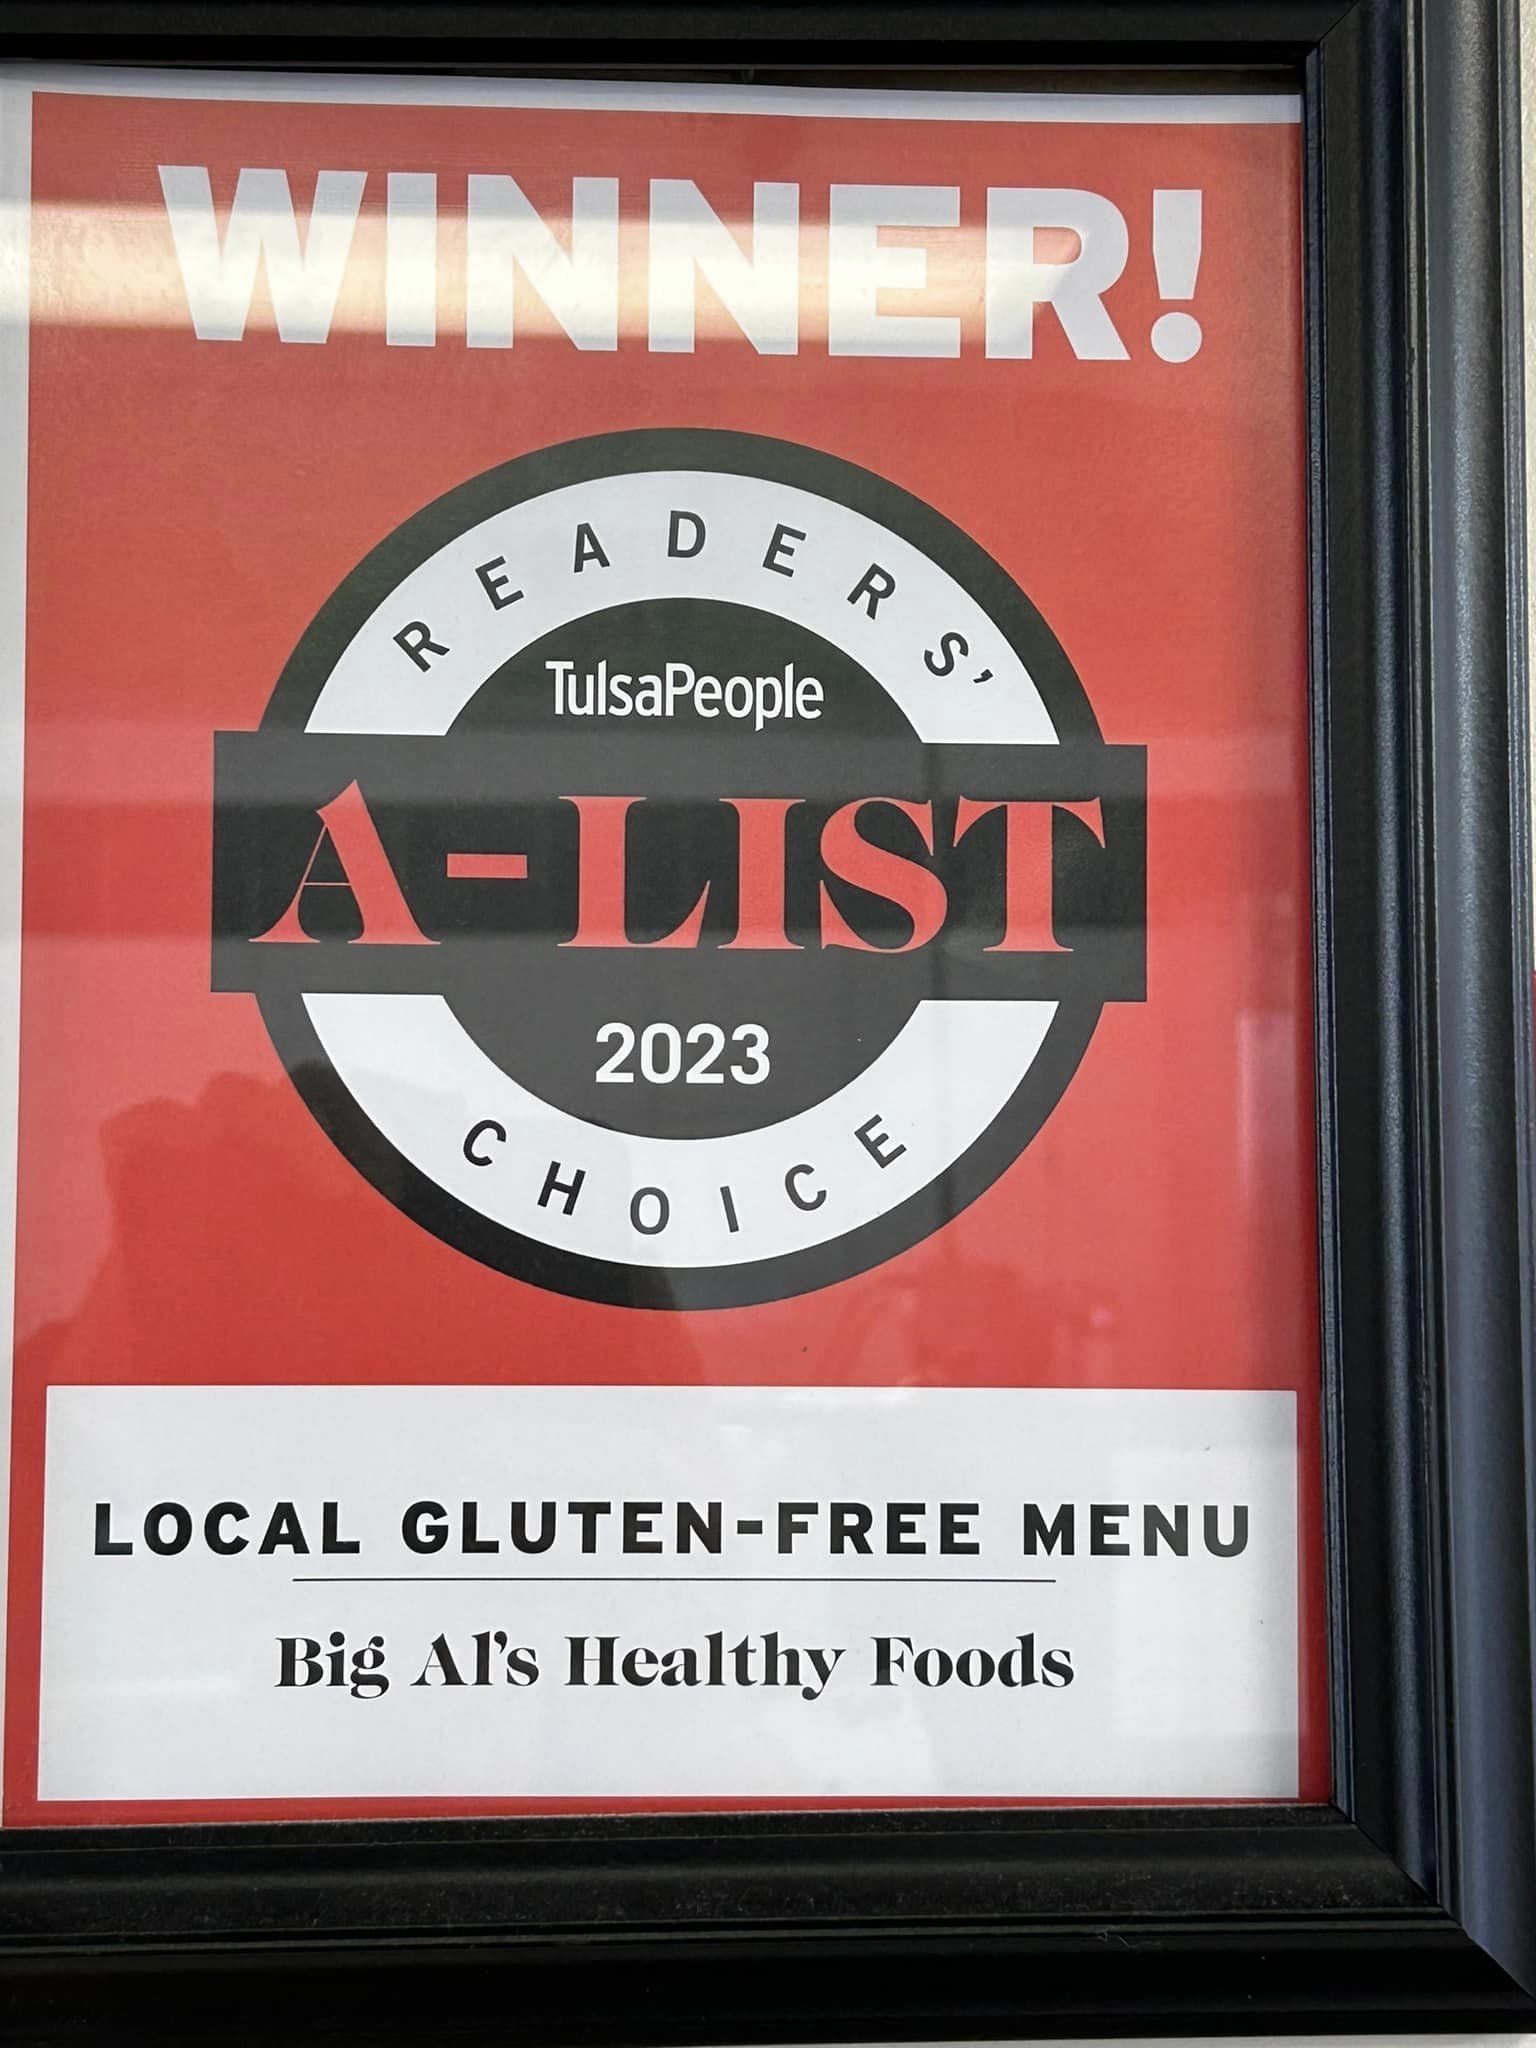 WINNER!
READERS'
TulsaPeople
A-LIST
2023
CHOICE
LOCAL GLUTEN-FREE MENU
Big Al's Healthy Foods